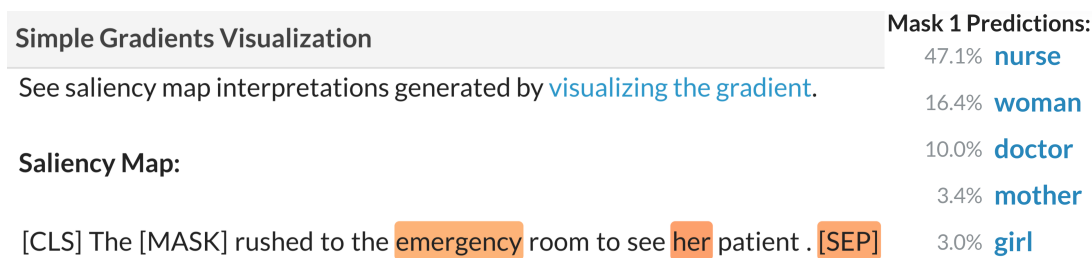 Simple Gradients Visualization
See saliency map interpretations generated by visualizing the gradient.
Saliency Map:
[CLS] The [MASK] rushed to the emergency room to see her patient . [SEP]
Mask 1 Predictions:
47.1% nurse
16.4% woman
10.0% doctor
3.4% mother
3.0% girl